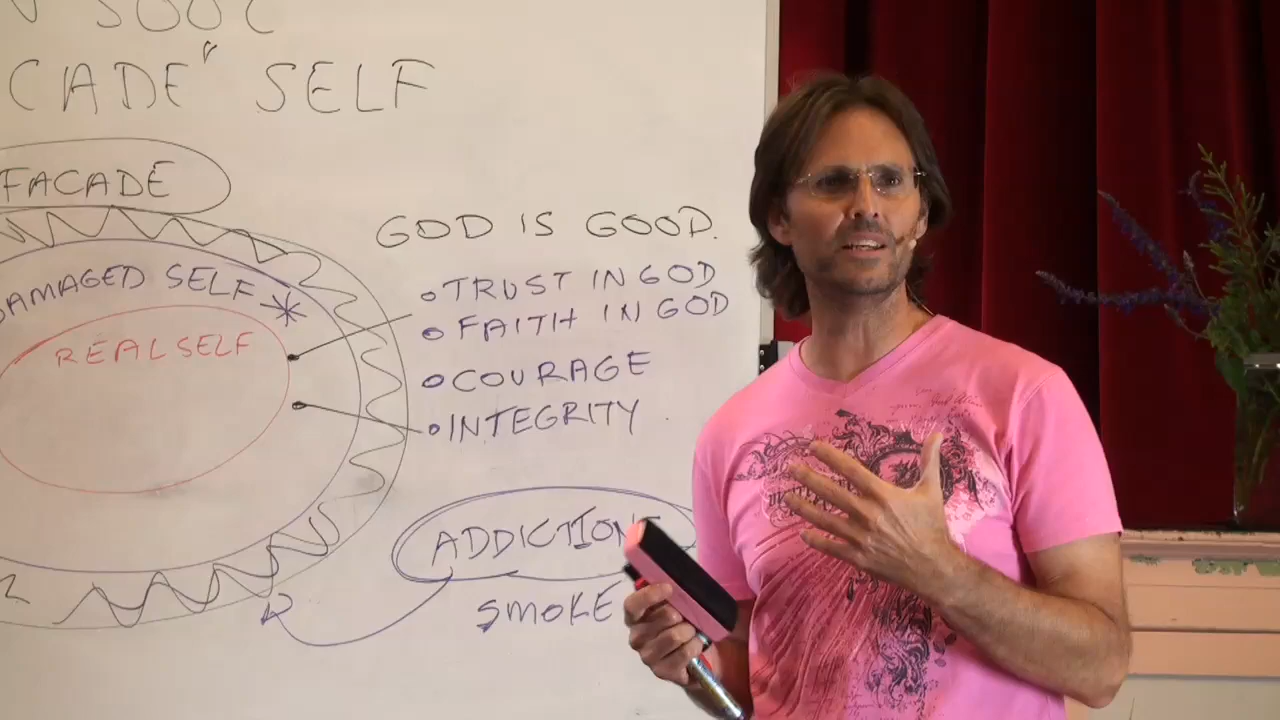 SOUL
CADE" SELF
FACADE
DAMAGED SELF
REAL SELF
GOD IS GOOD.
TRUST IN GOD
FAITH IN GOD
COURAGE
INTEGRITY
ADDICTION
SMOKE